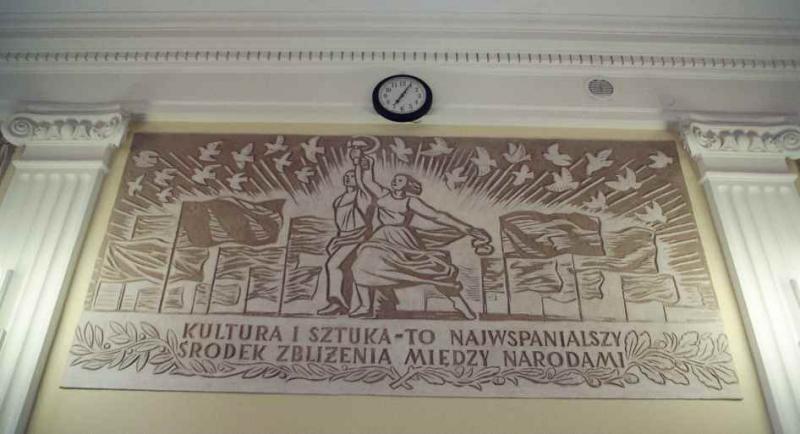 KULTURA I SZTUKA - TO NAJWSPANIALSZY
ŚRODEK ZBLIŻENIA MIĘDZY NARODAMI